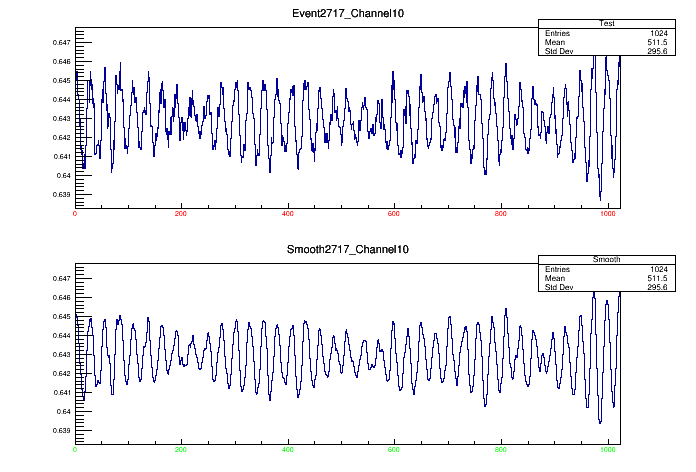 Event2717_Channel10
Test
Entries 1024
Mean 511.5
Std Dev 295.6
0.647
0.646
0.645
0.644
0.643
0.642
0.641
0.64
0.639
0 200 400 600 800 1000
Smooth2717_Channel10
Smooth
Entries 1024
Mean 511.5
Std Dev 295.6
0.647
0.646
0.645
0.644
0.643
0.642
0.641
0.64
0.639
0 200 400 600 800 1000